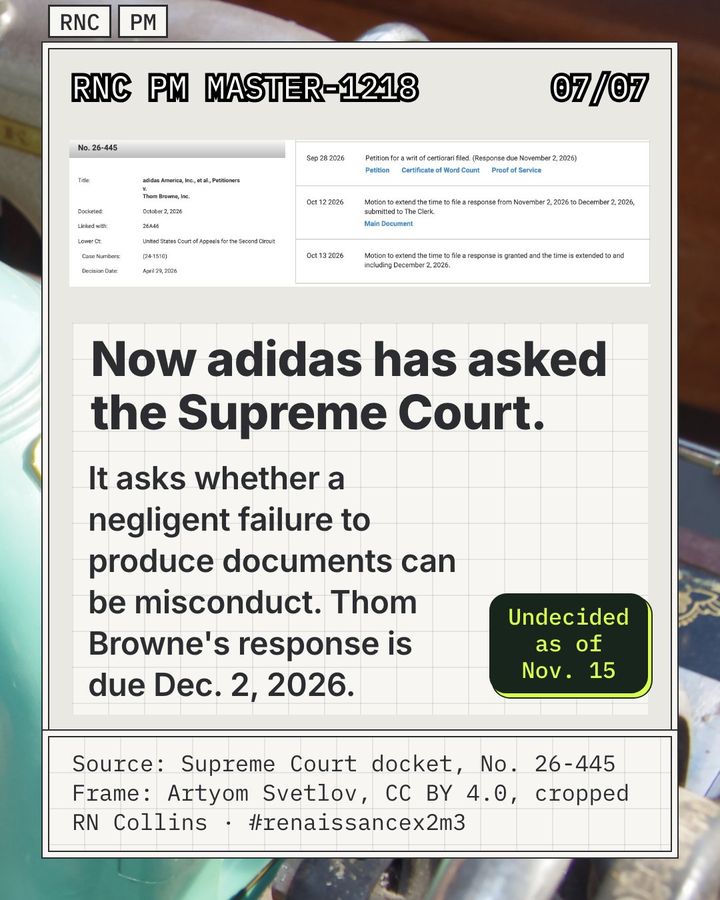 RNC PM
RNC PM MASTER-1218 07/07
No. 26-445
Title: adidas America, Inc., et al., Petitioners
v.
Thom Browne, Inc.
Docketed: October 2, 2026
Linked with: 26A46
Lower Ct: United States Court of Appeals for the Second Circuit
Case Numbers: (24-1510)
Decision Date: April 29, 2026
Sep 28 2026 Petition for a writ of certiorari filed. (Response due November 2, 2026)
Petition Certificate of Word Count Proof of Service
Oct 12 2026 Motion to extend the time to file a response from November 2, 2026 to December 2, 2026,
submitted to The Clerk.
Main Document
Oct 13 2026 Motion to extend the time to file a response is granted and the time is extended to and
including December 2, 2026.
Now adidas has asked
the Supreme Court.
It asks whether a
negligent failure to
produce documents can
be misconduct. Thom
Browne's response is
due Dec. 2, 2026.
Undecided
as of
Nov. 15
Source: Supreme Court docket, No. 26-445
Frame: Artyom Svetlov, CC BY 4.0, cropped
RN Collins · #renaissancex2m3